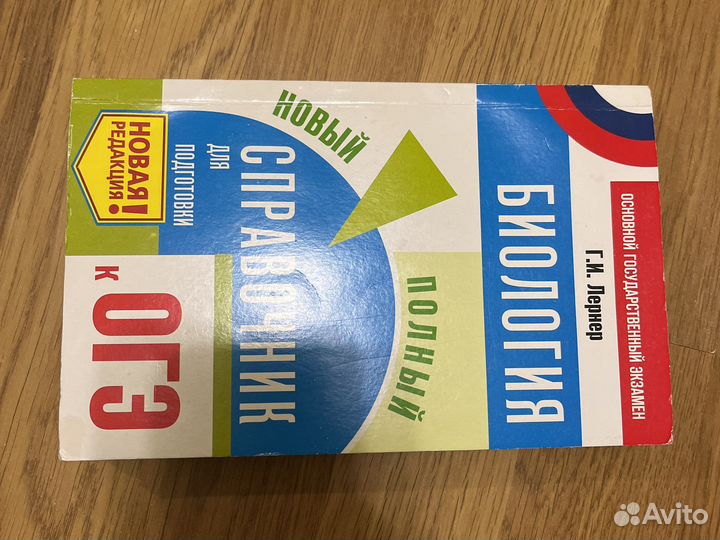 ОСНОВНОЙ ГОСУДАРСТВЕННЫЙ ЭКЗАМЕН
Г.И. Лернер
БИОЛОГИЯ
НОВЫЙ
ПОЛНЫЙ
СПРАВОЧНИК
ДЛЯ
ПОДГОТОВКИ
к ОГЭ
НОВАЯ
РЕДАКЦИЯ!
Avito